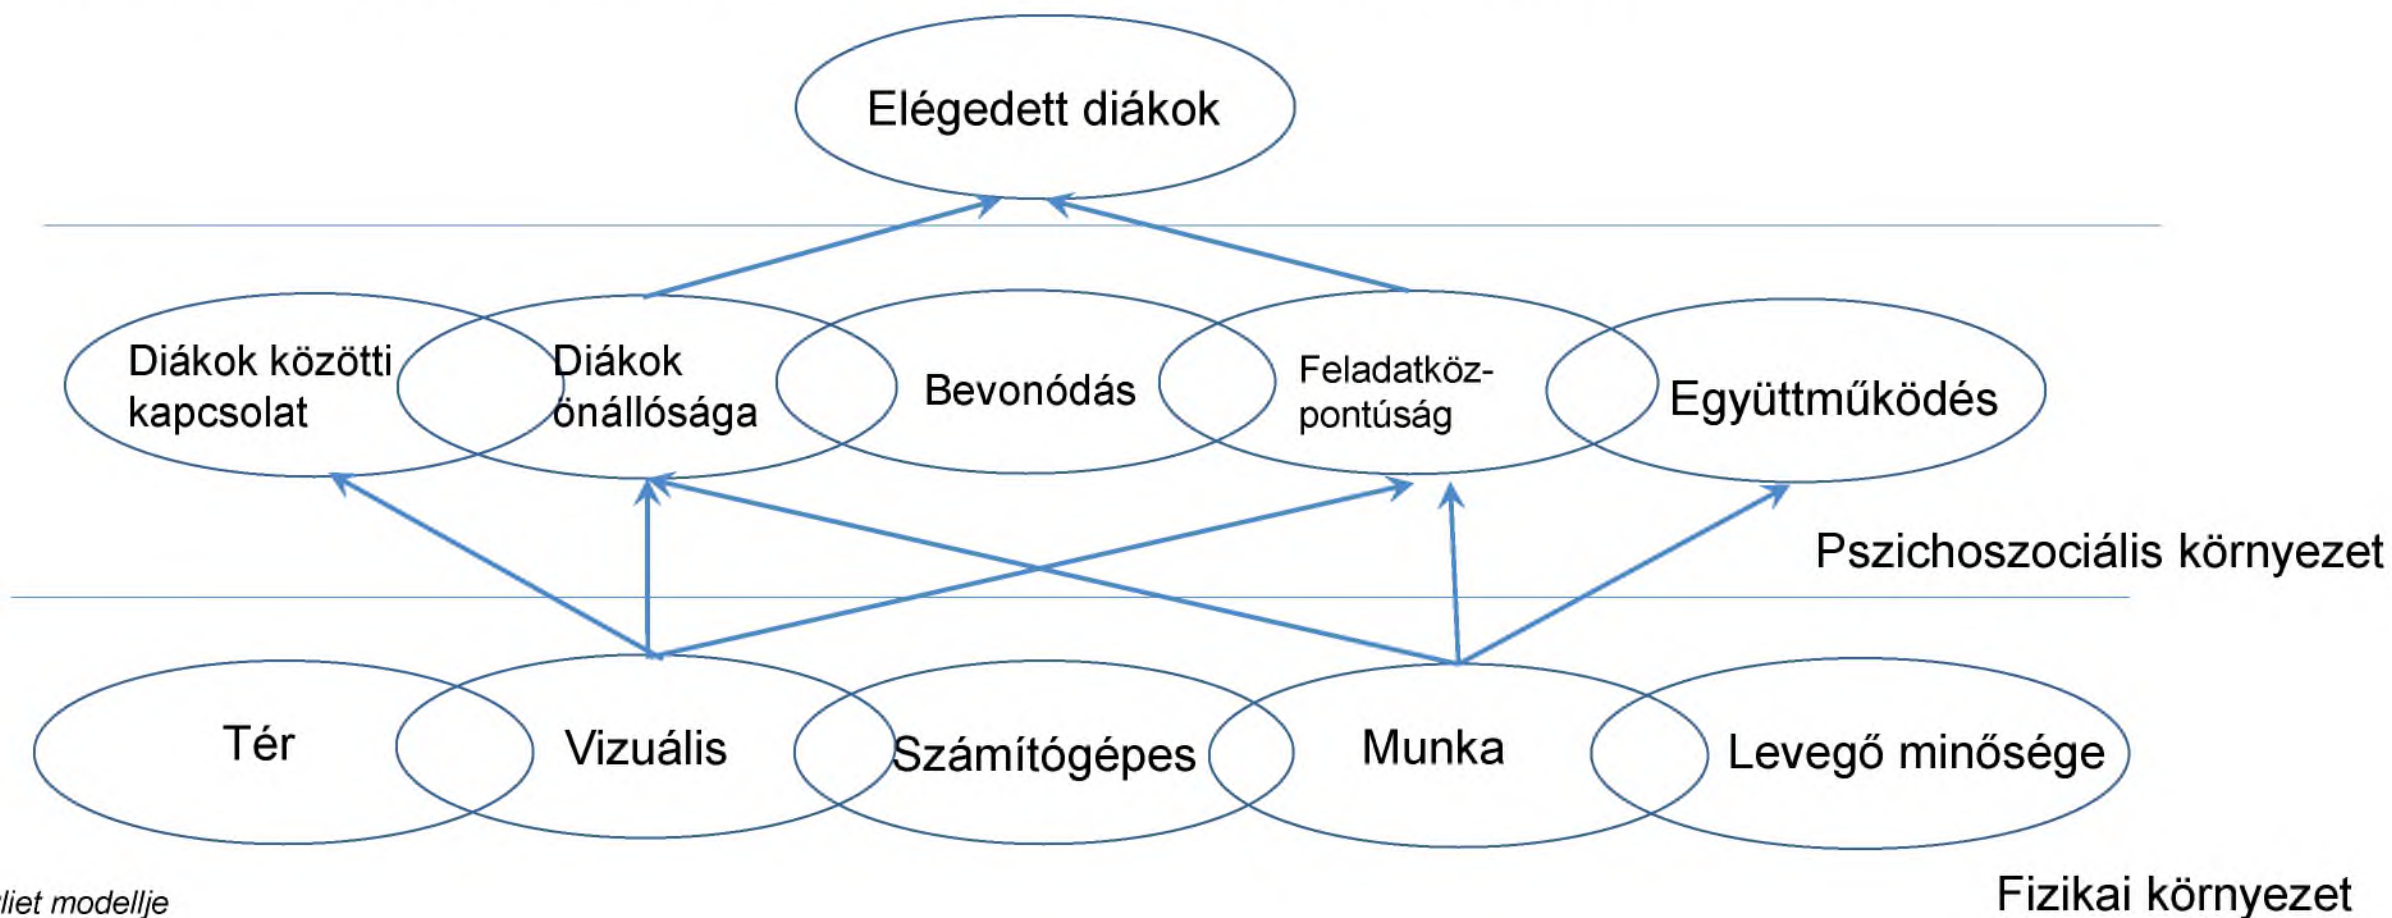 Elégedett diákok
Diákok közötti
kapcsolat
Diákok
önállósága
Bevonódás
Feladatköz-
pontúság
Együttműködés
Pszichoszociális környezet
Tér
Vizuális
Számítógépes
Munka
Levegő minősége
Fizikai környezet
modellje